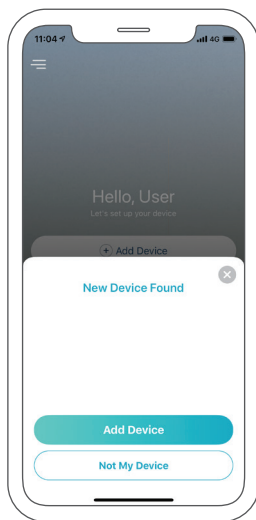 11:04
4G
Hello, User
Let's set up your device
Add Device
New Device Found
Add Device
Not My Device